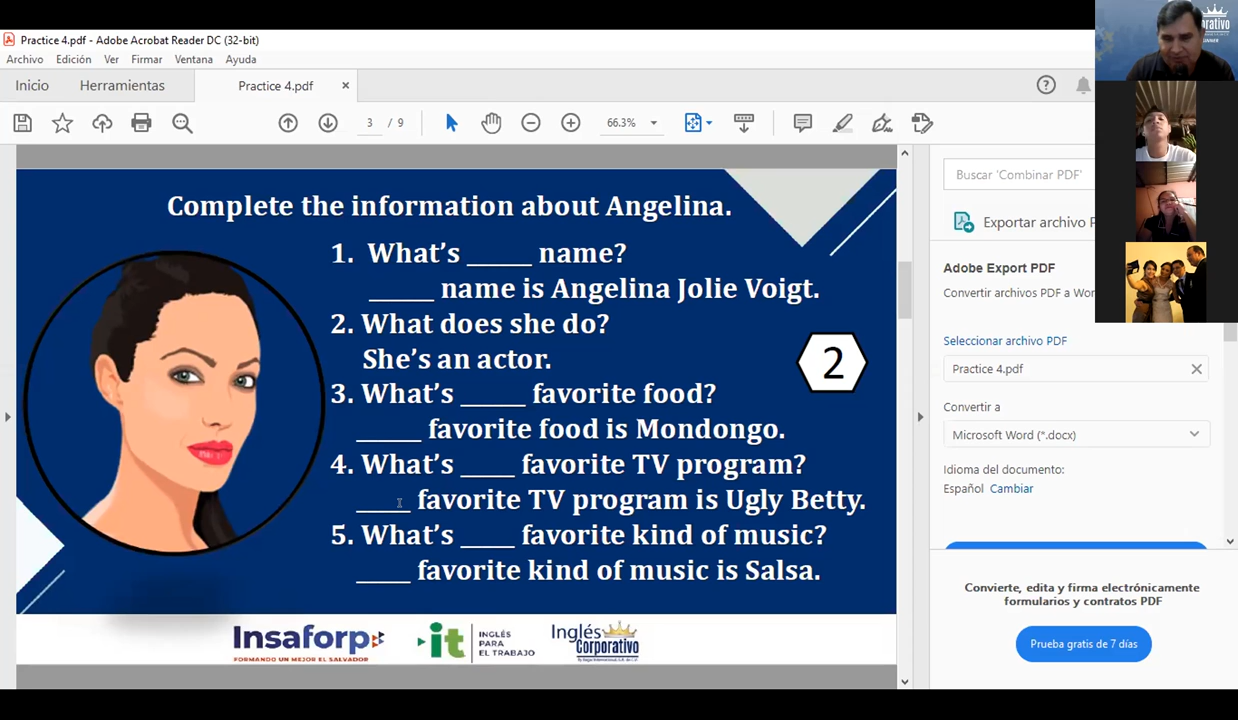 Practice 4.pdf - Adobe Acrobat Reader DC (32-bit)
Archivo Edición Ver Firmar Ventana Ayuda
Inicio Herramientas Practice 4.pdf
3 / 9 66.3%
Complete the information about Angelina.
1. What's _____ name?
_____ name is Angelina Jolie Voigt.
2. What does she do?
She's an actor.
3. What's _____ favorite food?
_____ favorite food is Mondongo.
4. What's ____ favorite TV program?
____ favorite TV program is Ugly Betty.
5. What's ____ favorite kind of music?
____ favorite kind of music is Salsa.
2
Insaforp
FORMANDO UN MEJOR EL SALVADOR
it
INGLÉS
PARA
EL TRABAJO
Inglés
Corporativo
Buscar 'Combinar PDF'
Exportar archivo P
Adobe Export PDF
Convertir archivos PDF a Wor
Seleccionar archivo PDF
Practice 4.pdf
Convertir a
Microsoft Word (*.docx)
Idioma del documento:
Español Cambiar
Convierte, edita y firma electrónicamente
formularios y contratos PDF
Prueba gratis de 7 días